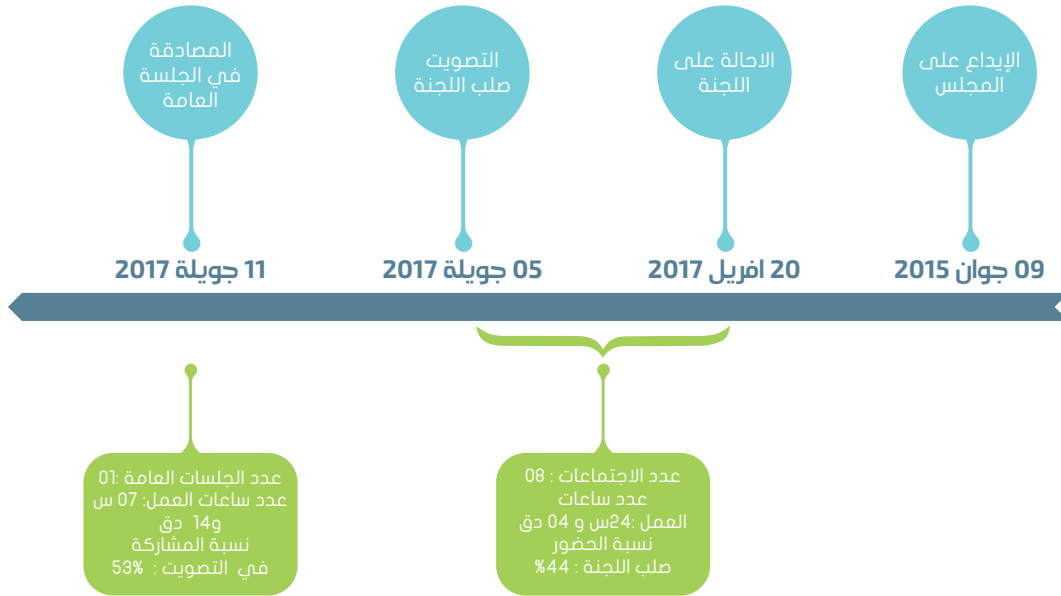 الإيداع على
المجلس
الاحالة على
اللجنة
التصويت
صلب اللجنة
المصادقة
في الجلسة
العامة
09 جوان 2015
20 افريل 2017
05 جويلة 2017
11 جويلة 2017
عدد الاجتماعات : 08
عدد ساعات
العمل :24س و 04 دق
نسبة الحضور
صلب اللجنة : 44%
عدد الجلسات العامة :01
عدد ساعات العمل: 07 س
و14 دق
نسبة المشاركة
في التصويت : 53%